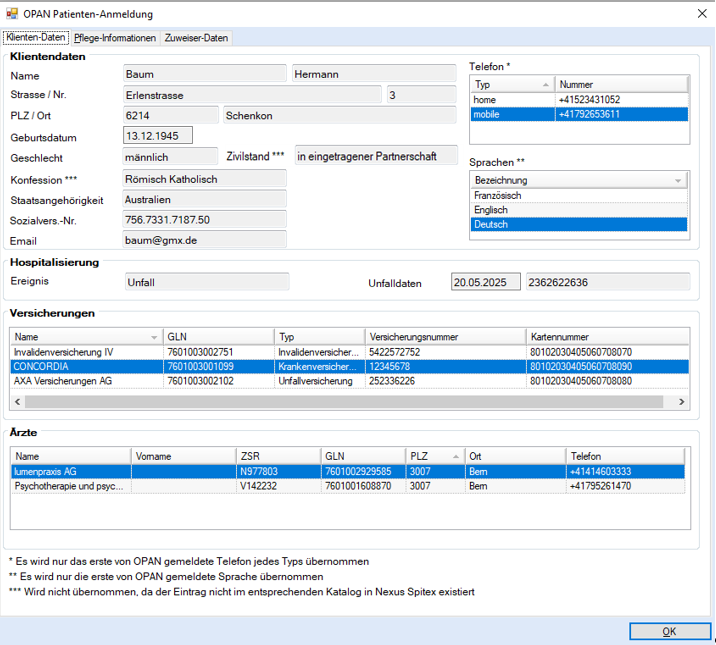 OPAN Patienten-Anmeldung
Klienten-Daten Pflege-Informationen Zuweiser-Daten
Klientendaten
Name Baum Hermann
Strasse / Nr. Erlenstrasse 3
PLZ / Ort 6214 Schenkon
Geburtsdatum 13.12.1945
Geschlecht männlich Zivilstand *** in eingetragener Partnerschaft
Konfession *** Römisch Katholisch
Staatsangehörigkeit Australien
Sozialvers.-Nr. 756.7331.7187.50
Email baum@gmx.de
Telefon *
Typ Nummer
home +41523431052
mobile +41792653611
Sprachen **
Bezeichnung
Französisch
Englisch
Deutsch
Hospitalisierung
Ereignis Unfall Unfalldaten 20.05.2025 2362622636
Versicherungen
Name GLN Typ Versicherungsnummer Kartennummer
Invalidenversicherung IV 7601003002751 Invalidenversicher... 5422572752 80102030405060708070
CONCORDIA 7601003001099 Krankenversicher... 12345678 80102030405060708090
AXA Versicherungen AG 7601003002102 Unfallversicherung 252336226 80102030405060708080
Ärzte
Name Vorname ZSR GLN PLZ Ort Telefon
lumenpraxis AG N977803 7601002929585 3007 Bern +41414603333
Psychotherapie und psyc... V142232 7601001608870 3007 Bern +41795261470
* Es wird nur das erste von OPAN gemeldete Telefon jedes Typs übernommen
** Es wird nur die erste von OPAN gemeldete Sprache übernommen
*** Wird nicht übernommen, da der Eintrag nicht im entsprechenden Katalog in Nexus Spitex existiert
OK